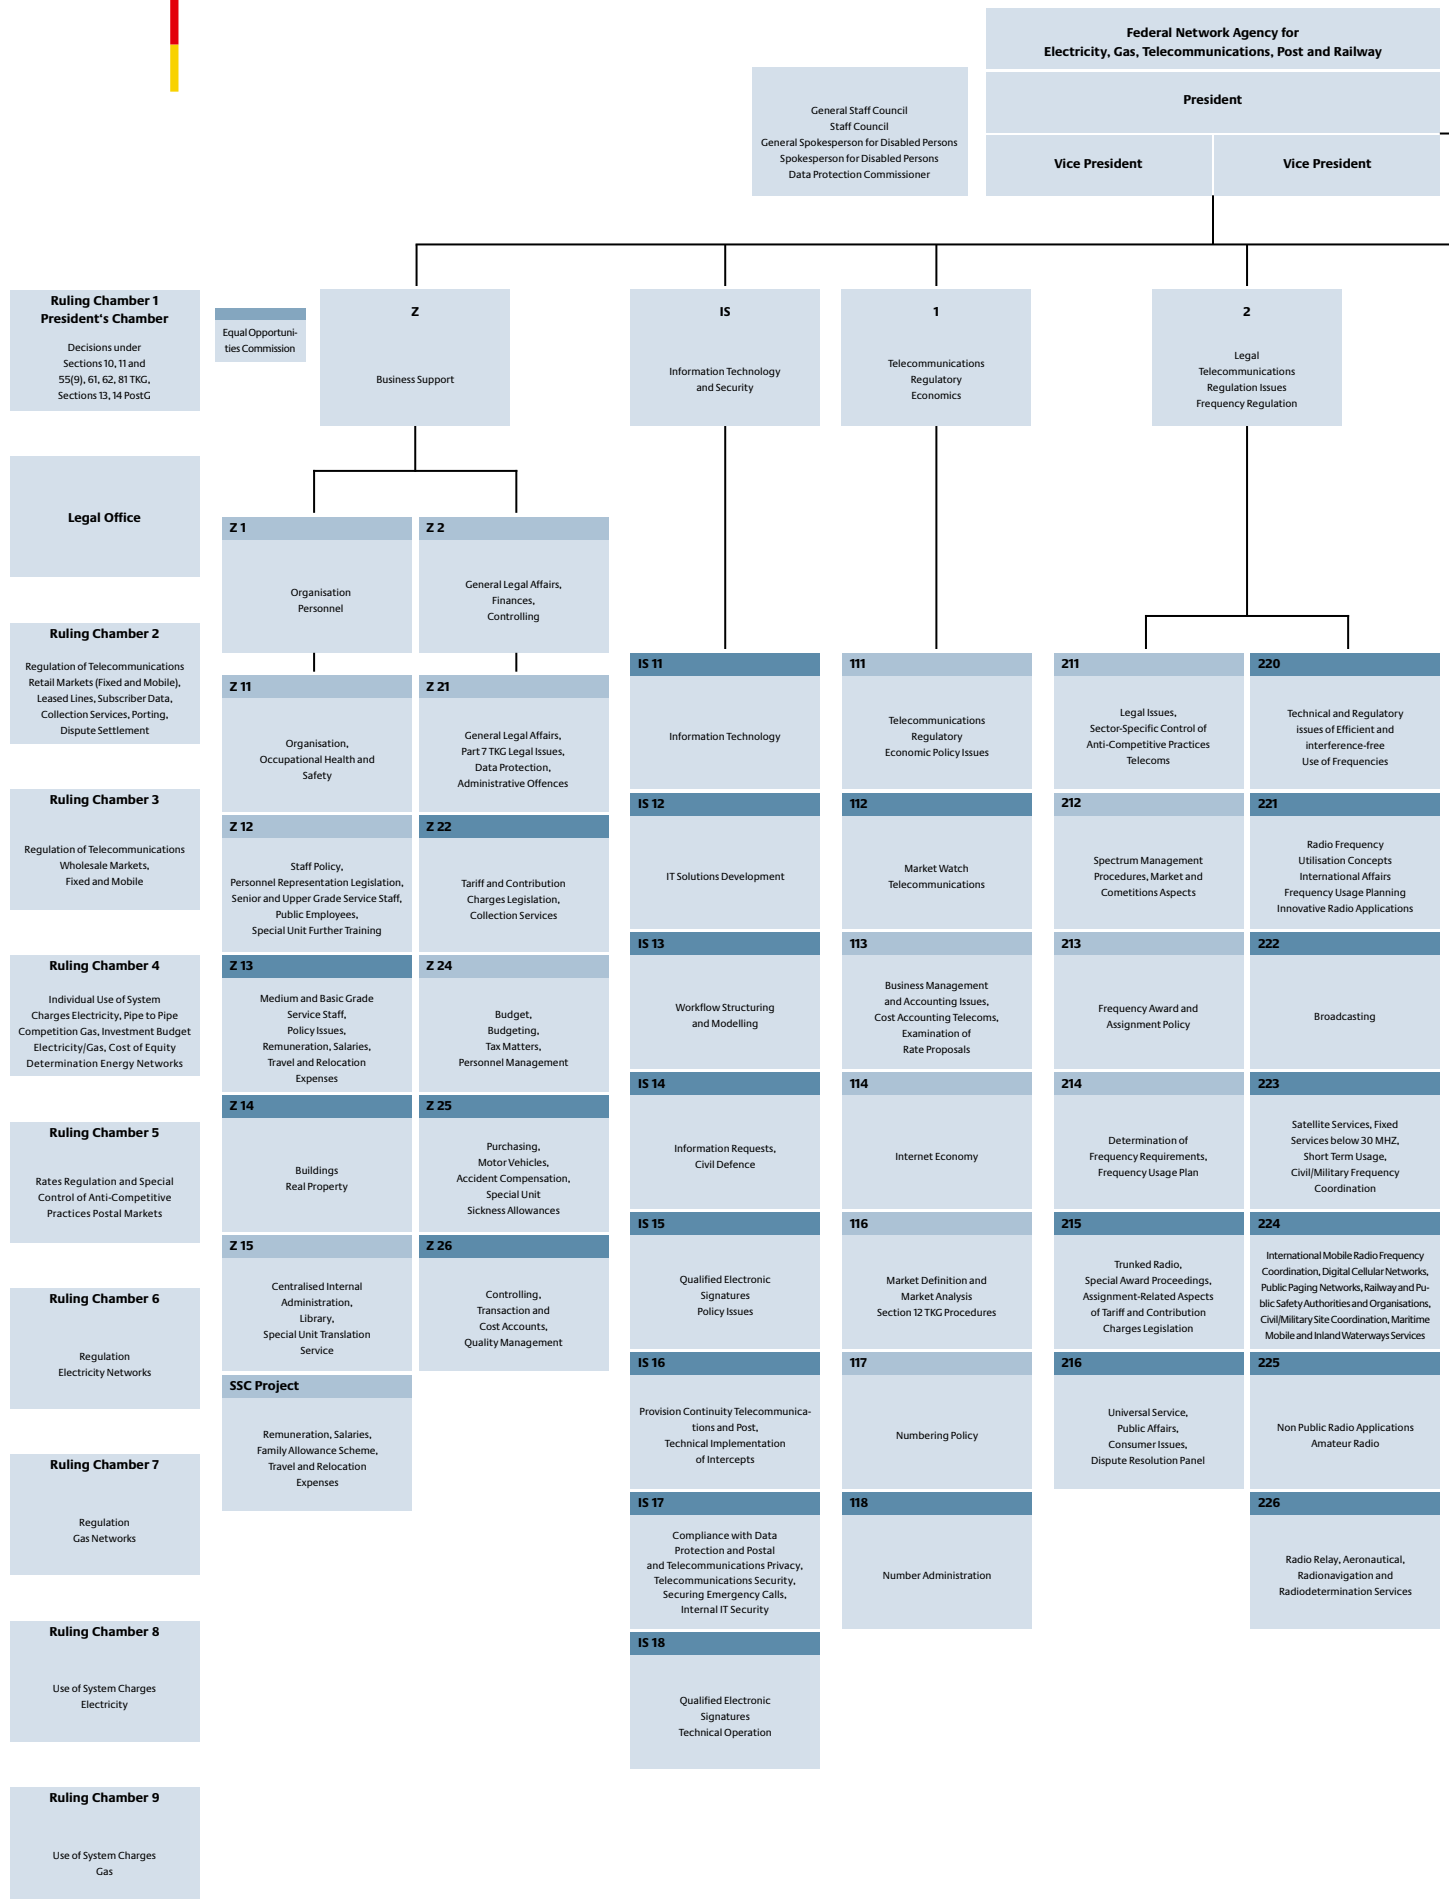 Federal Network Agency for
Electricity, Gas, Telecommunications, Post and Railway
President
Vice President
Vice President
General Staff Council
Staff Council
General Spokesperson for Disabled Persons
Spokesperson for Disabled Persons
Data Protection Commissioner
Ruling Chamber 1
President's Chamber
Decisions under
Sections 10, 11 and
55(9), 61, 62, 81 TKG,
Sections 13, 14 PostG
Legal Office
Ruling Chamber 2
Regulation of Telecommunications
Retail Markets (Fixed and Mobile),
Leased Lines, Subscriber Data,
Collection Services, Porting,
Dispute Settlement
Ruling Chamber 3
Regulation of Telecommunications
Wholesale Markets,
Fixed and Mobile
Ruling Chamber 4
Individual Use of System
Charges Electricity, Pipe to Pipe
Competition Gas, Investment Budget
Electricity/Gas, Cost of Equity
Determination Energy Networks
Ruling Chamber 5
Rates Regulation and Special
Control of Anti-Competitive
Practices Postal Markets
Ruling Chamber 6
Regulation
Electricity Networks
Ruling Chamber 7
Regulation
Gas Networks
Ruling Chamber 8
Use of System Charges
Electricity
Ruling Chamber 9
Use of System Charges
Gas
Equal Opportuni-
ties Commission
Z
Business Support
Z 1
Organisation
Personnel
Z 11
Organisation,
Occupational Health and
Safety
Z 12
Staff Policy,
Personnel Representation Legislation,
Senior and Upper Grade Service Staff,
Public Employees,
Special Unit Further Training
Z 13
Medium and Basic Grade
Service Staff,
Policy Issues,
Remuneration, Salaries,
Travel and Relocation
Expenses
Z 14
Buildings
Real Property
Z 15
Centralised Internal
Administration,
Library,
Special Unit Translation
Service
SSC Project
Remuneration, Salaries,
Family Allowance Scheme,
Travel and Relocation
Expenses
Z 2
General Legal Affairs,
Finances,
Controlling
Z 21
General Legal Affairs,
Part 7 TKG Legal Issues,
Data Protection,
Administrative Offences
Z 22
Tariff and Contribution
Charges Legislation,
Collection Services
Z 24
Budget,
Budgeting,
Tax Matters,
Personnel Management
Z 25
Purchasing,
Motor Vehicles,
Accident Compensation,
Special Unit
Sickness Allowances
Z 26
Controlling,
Transaction and
Cost Accounts,
Quality Management
IS
Information Technology
and Security
IS 11
Information Technology
IS 12
IT Solutions Development
IS 13
Workflow Structuring
and Modelling
IS 14
Information Requests,
Civil Defence
IS 15
Qualified Electronic
Signatures
Policy Issues
IS 16
Provision Continuity Telecommunica-
tions and Post,
Technical Implementation
of Intercepts
IS 17
Compliance with Data
Protection and Postal
and Telecommunications Privacy,
Telecommunications Security,
Securing Emergency Calls,
Internal IT Security
IS 18
Qualified Electronic
Signatures
Technical Operation
1
Telecommunications
Regulatory
Economics
111
Telecommunications
Regulatory
Economic Policy Issues
112
Market Watch
Telecommunications
113
Business Management
and Accounting Issues,
Cost Accounting Telecoms,
Examination of
Rate Proposals
114
Internet Economy
116
Market Definition and
Market Analysis
Section 12 TKG Procedures
117
Numbering Policy
118
Number Administration
2
Legal
Telecommunications
Regulation Issues
Frequency Regulation
211
Legal Issues,
Sector-Specific Control of
Anti-Competitive Practices
Telecoms
212
Spectrum Management
Procedures, Market and
Cometitions Aspects
213
Frequency Award and
Assignment Policy
214
Determination of
Frequency Requirements,
Frequency Usage Plan
215
Trunked Radio,
Special Award Proceedings,
Assignment-Related Aspects
of Tariff and Contribution
Charges Legislation
216
Universal Service,
Public Affairs,
Consumer Issues,
Dispute Resolution Panel
220
Technical and Regulatory
issues of Efficient and
interference-free
Use of Frequencies
221
Radio Frequency
Utilisation Concepts
International Affairs
Frequency Usage Planning
Innovative Radio Applications
222
Broadcasting
223
Satellite Services, Fixed
Services below 30 MHZ,
Short Term Usage,
Civil/Military Frequency
Coordination
224
International Mobile Radio Frequency
Coordination, Digital Cellular Networks,
Public Paging Networks, Railway and Pu-
blic Safety Authorities and Organisations,
Civil/Military Site Coordination, Maritime
Mobile and Inland Waterways Services
225
Non Public Radio Applications
Amateur Radio
226
Radio Relay, Aeronautical,
Radionavigation and
Radiodetermination Services